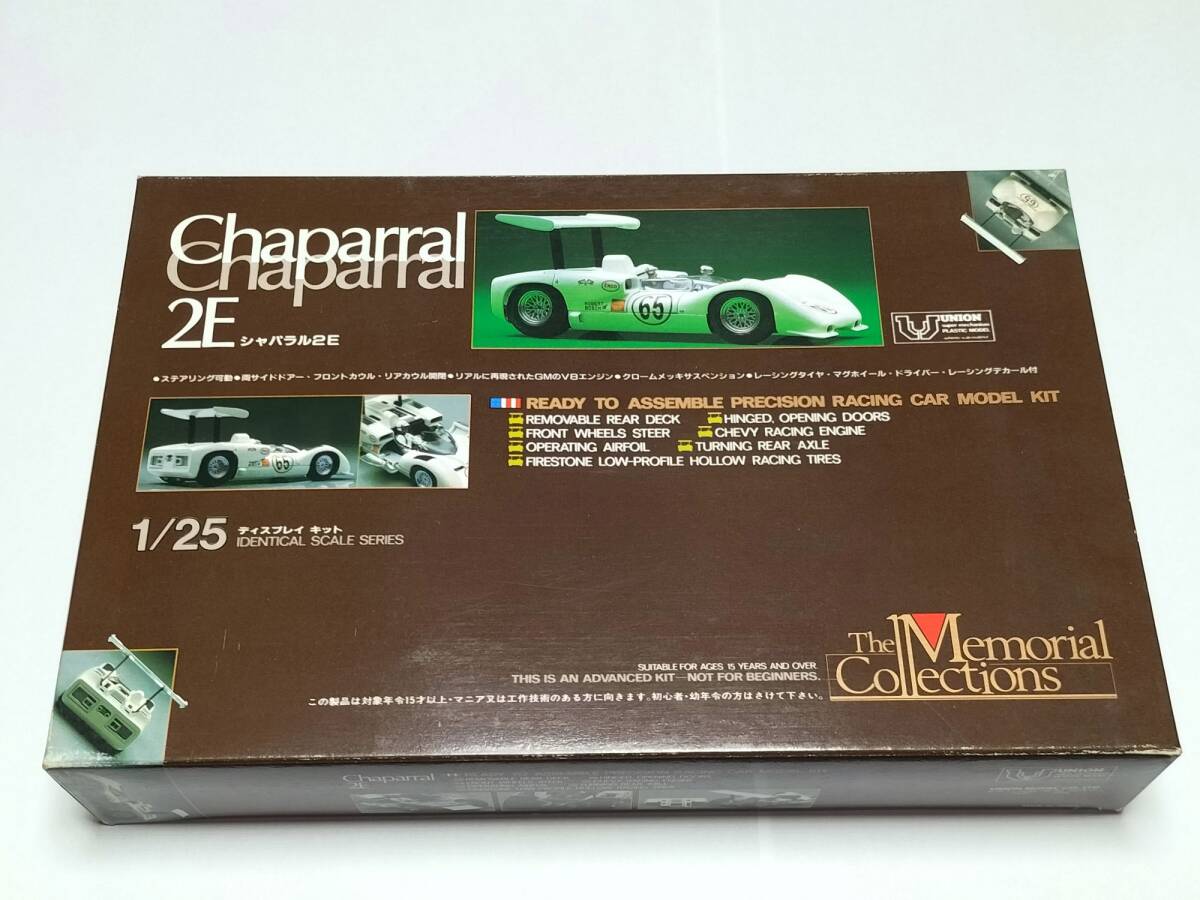 Chaparral
Chaparral
2E シャパラル2E
65
UNION
super mechanism
PLASTIC MODEL
●ステアリング可動●両サイドドアー・フロントカウル・リアカウル開閉●リアルに再現されたGMのV8エンジン●クロームメッキサスペンション●レーシングタイヤ・マグホイール・ドライバー・レーシングデカール付
READY TO ASSEMBLE PRECISION RACING CAR MODEL KIT
REMOVABLE REAR DECK HINGED, OPENING DOORS
FRONT WHEELS STEER CHEVY RACING ENGINE
OPERATING AIRFOIL TURNING REAR AXLE
FIRESTONE LOW-PROFILE HOLLOW RACING TIRES
65
1/25 ディスプレイ キット
IDENTICAL SCALE SERIES
The Memorial
Collections
SUITABLE FOR AGES 15 YEARS AND OVER.
THIS IS AN ADVANCED KIT—NOT FOR BEGINNERS.
この製品は対象年令15才以上・マニア又は工作技術のある方に向きます。初心者・幼年令の方はさけて下さい。
Chaparral
2E
UNION